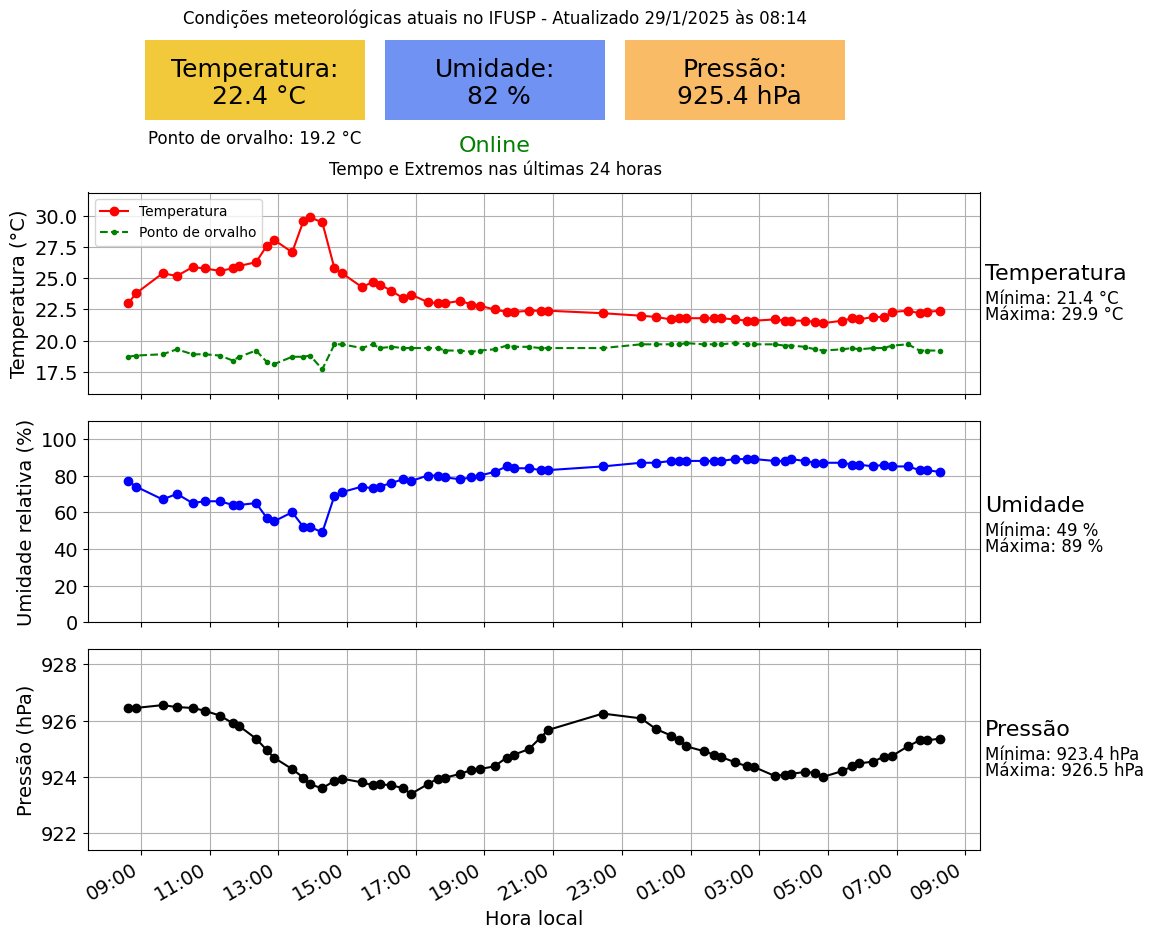 Condições meteorológicas atuais no IFUSP - Atualizado 29/1/2025 às 08:14
Temperatura:
22.4 °C
Umidade:
82 %
Pressão:
925.4 hPa
Ponto de orvalho: 19.2 °C
Online
Tempo e Extremos nas últimas 24 horas
Temperatura (°C)
30.0
27.5
25.0
22.5
20.0
17.5
Temperatura
Ponto de orvalho
Temperatura
Mínima: 21.4 °C
Máxima: 29.9 °C
Umidade relativa (%)
100
80
60
40
20
0
Umidade
Mínima: 49 %
Máxima: 89 %
Pressão (hPa)
928
926
924
922
Pressão
Mínima: 923.4 hPa
Máxima: 926.5 hPa
09:00
11:00
13:00
15:00
17:00
19:00
21:00
23:00
01:00
03:00
05:00
07:00
09:00
Hora local